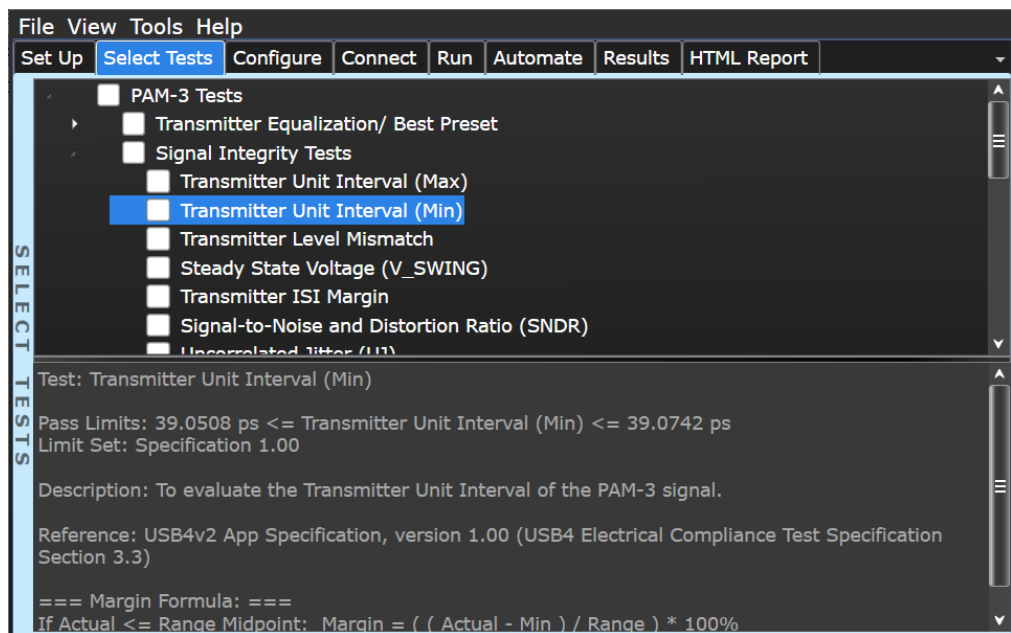 File View Tools Help
Set Up Select Tests Configure Connect Run Automate Results HTML Report
PAM-3 Tests
Transmitter Equalization/ Best Preset
Signal Integrity Tests
Transmitter Unit Interval (Max)
Transmitter Unit Interval (Min)
Transmitter Level Mismatch
Steady State Voltage (V_SWING)
Transmitter ISI Margin
Signal-to-Noise and Distortion Ratio (SNDR)
Uncorrelated Jitter (UJ)
SELECT TESTS
Test: Transmitter Unit Interval (Min)
Pass Limits: 39.0508 ps <= Transmitter Unit Interval (Min) <= 39.0742 ps
Limit Set: Specification 1.00
Description: To evaluate the Transmitter Unit Interval of the PAM-3 signal.
Reference: USB4v2 App Specification, version 1.00 (USB4 Electrical Compliance Test Specification
Section 3.3)
=== Margin Formula: ===
If Actual <= Range Midpoint: Margin = ( ( Actual - Min ) / Range ) * 100%